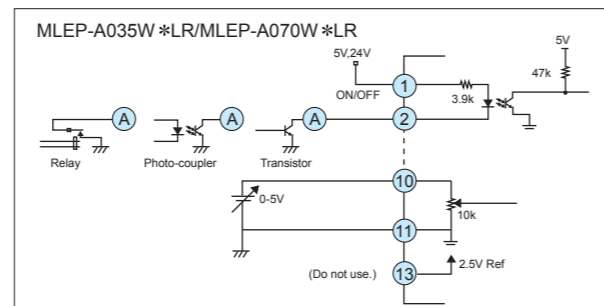 MLEP-A035W＊LR/MLEP-A070W＊LR
5V,24V
5V
1
47k
ON/OFF
3.9k
A
A
A
2
Relay
Photo-coupler
Transistor
10
0-5V
10k
11
2.5V Ref
(Do not use.)
13